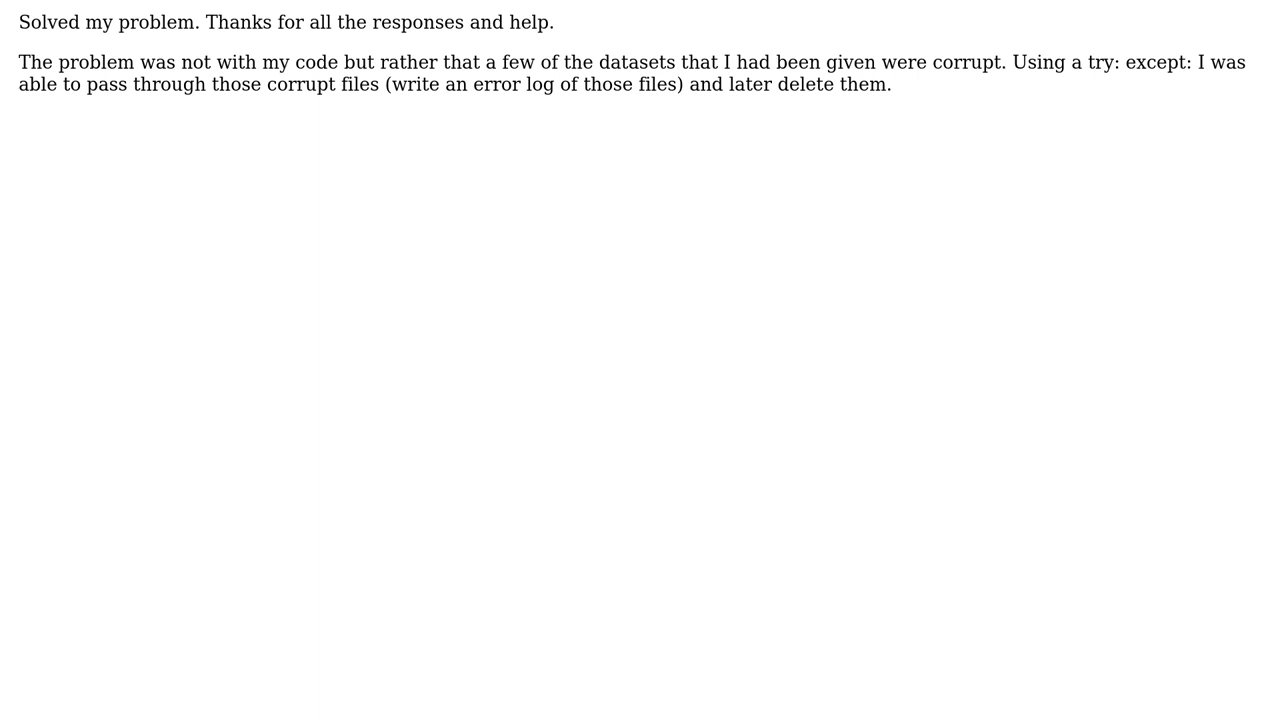 Solved my problem. Thanks for all the responses and help.
The problem was not with my code but rather that a few of the datasets that I had been given were corrupt. Using a try: except: I was
able to pass through those corrupt files (write an error log of those files) and later delete them.